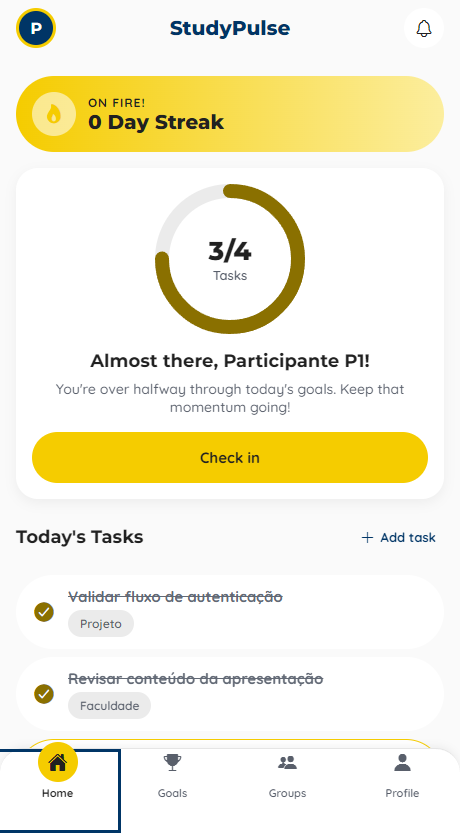 P
StudyPulse
ON FIRE!
0 Day Streak
3/4
Tasks
Almost there, Participante P1!
You're over halfway through today's goals. Keep that
momentum going!
Check in
Today's Tasks
Add task
Validar fluxo de autenticação
Projeto
Revisar conteúdo da apresentação
Faculdade
Home
Goals
Groups
Profile